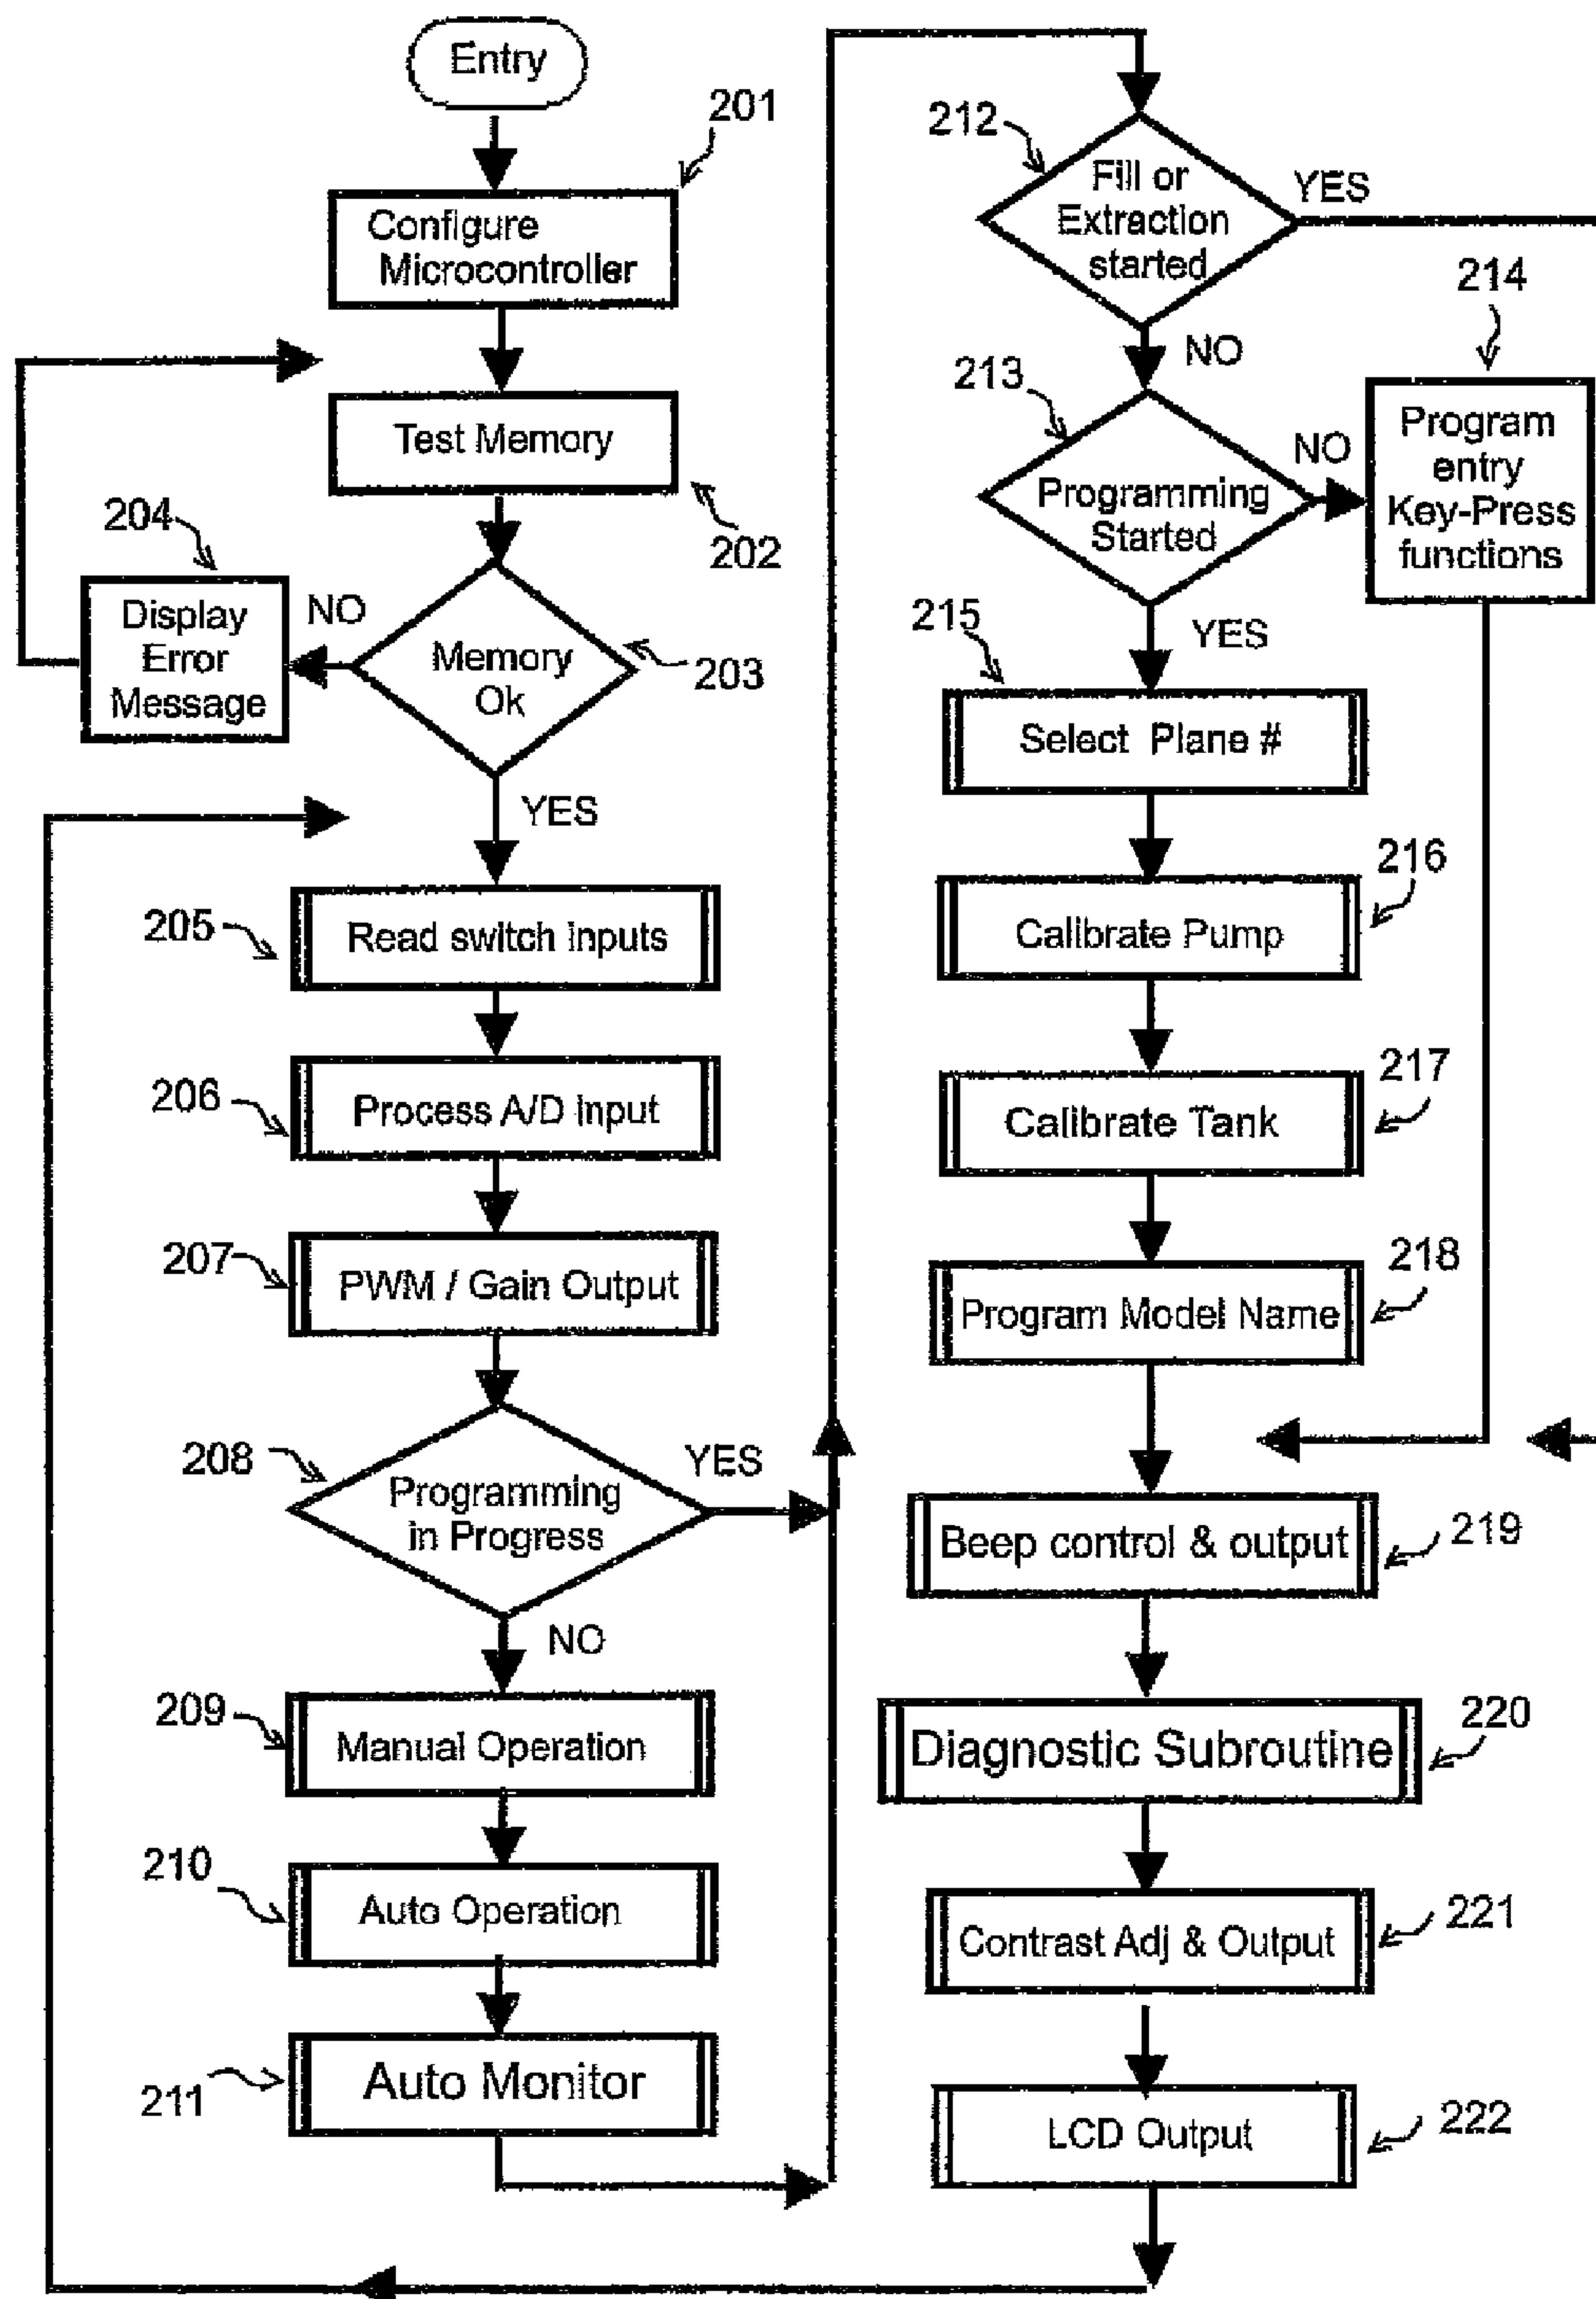 Entry
201
Configure
Microcontroller
Test Memory
202
204
Display
Error
Message
NO
Memory
Ok
203
YES
205
Read switch inputs
206
Process A/D Input
207
PWM / Gain Output
208
Programming
in Progress
YES
NO
209
Manual Operation
210
Auto Operation
211
Auto Monitor
212
Fill or
Extraction
started
YES
NO
213
Programming
Started
NO
214
Program
entry
Key-Press
functions
YES
215
Select Plane #
216
Calibrate Pump
217
Calibrate Tank
218
Program Model Name
219
Beep control & output
220
Diagnostic Subroutine
221
Contrast Adj & Output
222
LCD Output